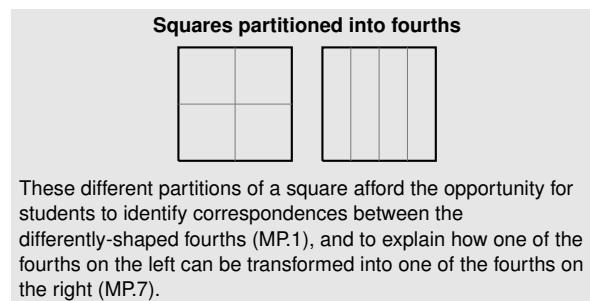 Squares partitioned into fourths
These different partitions of a square afford the opportunity for
students to identify correspondences between the
differently-shaped fourths (MP.1), and to explain how one of the
fourths on the left can be transformed into one of the fourths on
the right (MP.7).